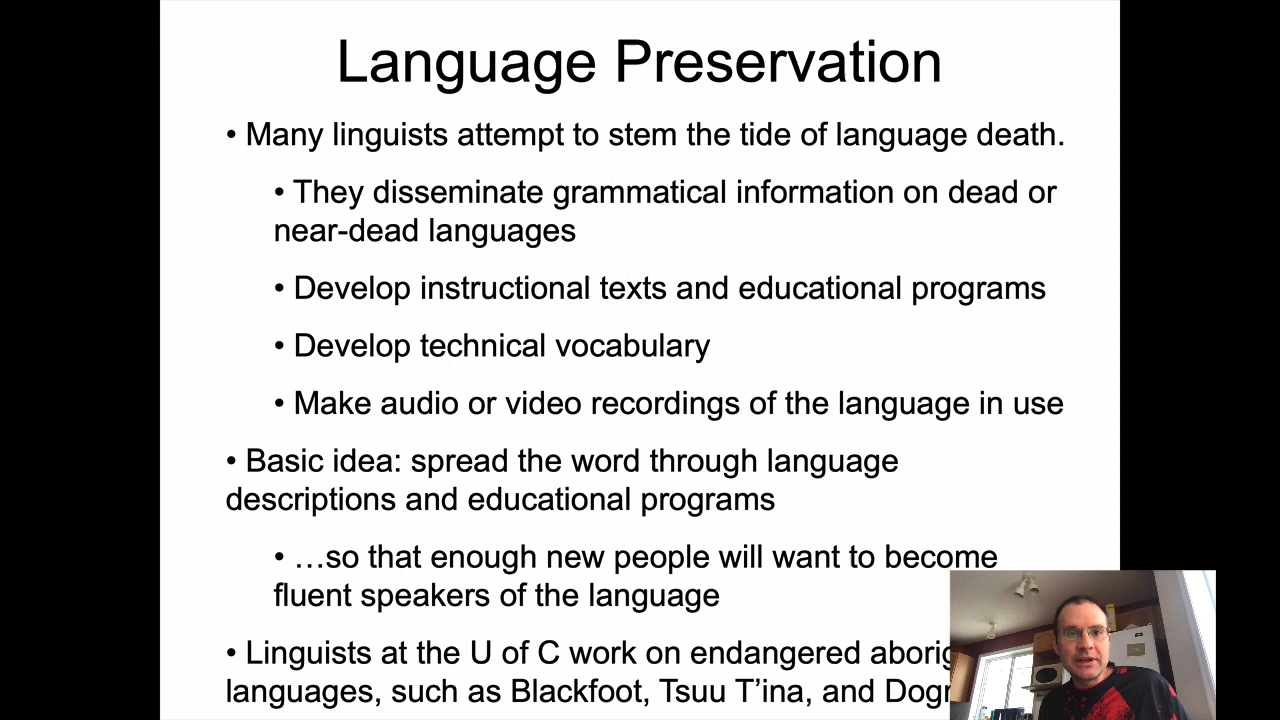 Language Preservation
• Many linguists attempt to stem the tide of language death.
• They disseminate grammatical information on dead or
near-dead languages
• Develop instructional texts and educational programs
• Develop technical vocabulary
• Make audio or video recordings of the language in use
• Basic idea: spread the word through language
descriptions and educational programs
• …so that enough new people will want to become
fluent speakers of the language
• Linguists at the U of C work on endangered
languages, such as Blackfoot, Tsuu T’ina, and